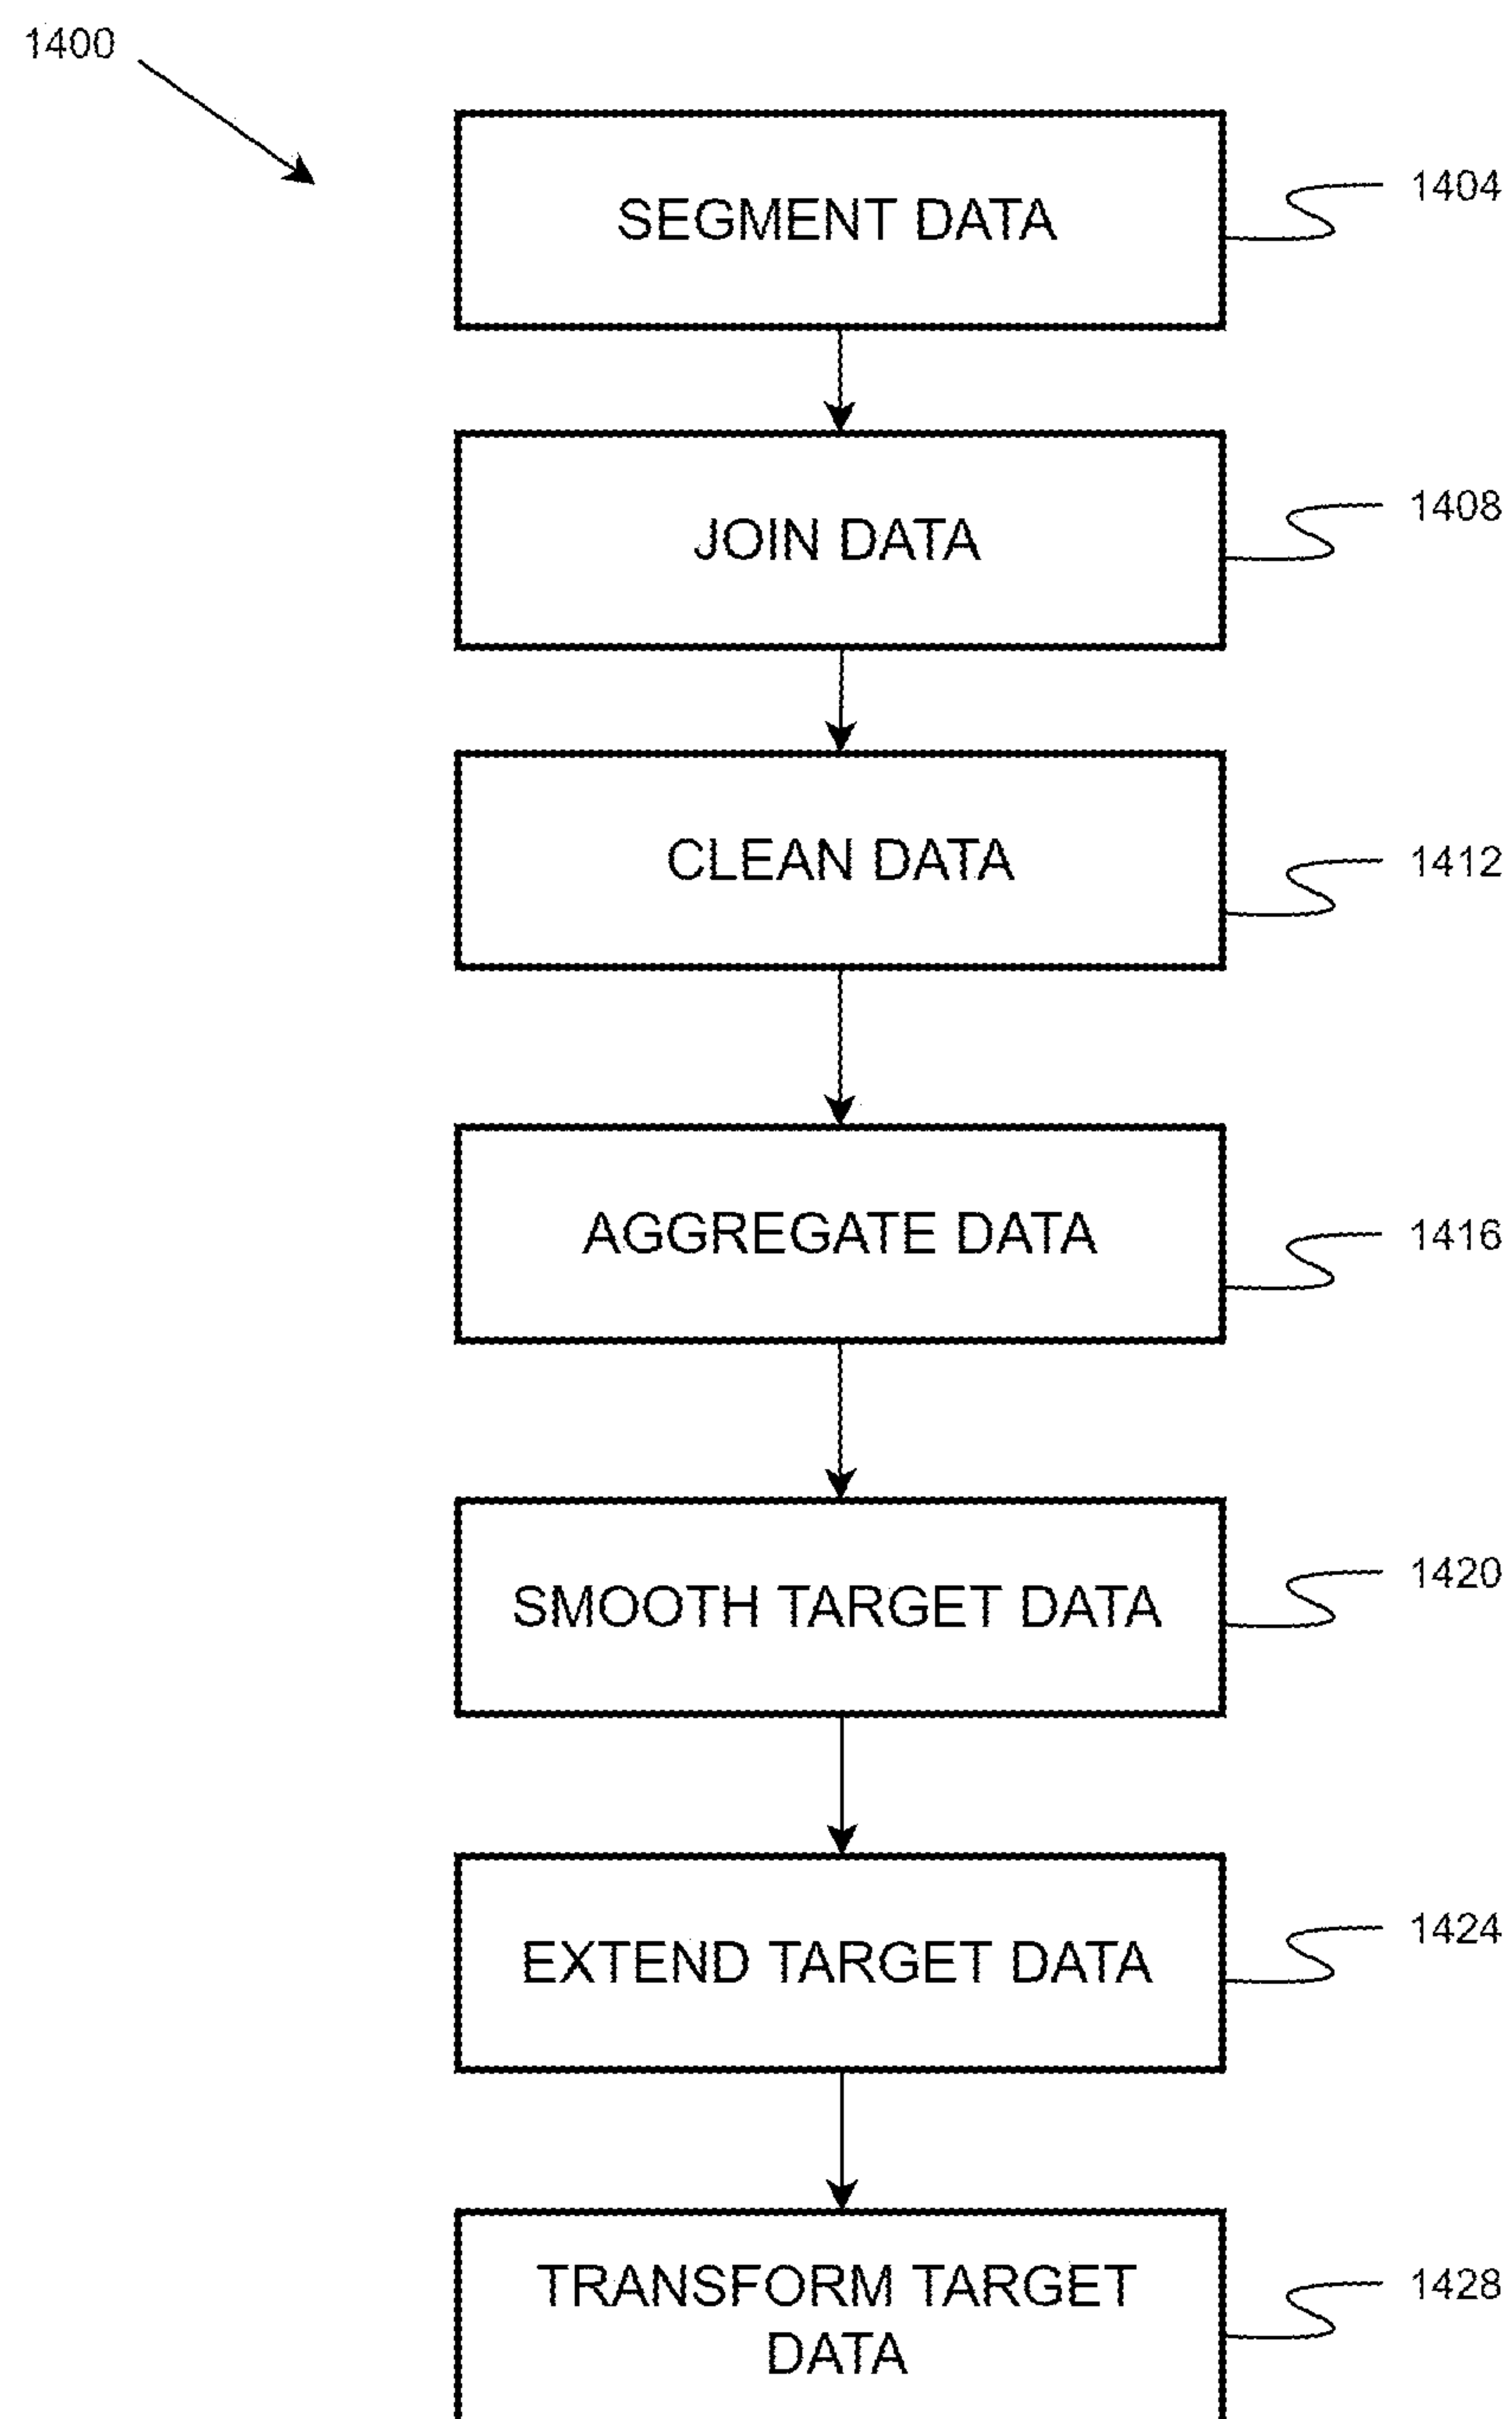 1400
SEGMENT DATA
1404
JOIN DATA
1408
CLEAN DATA
1412
AGGREGATE DATA
1416
SMOOTH TARGET DATA
1420
EXTEND TARGET DATA
1424
TRANSFORM TARGET
DATA
1428